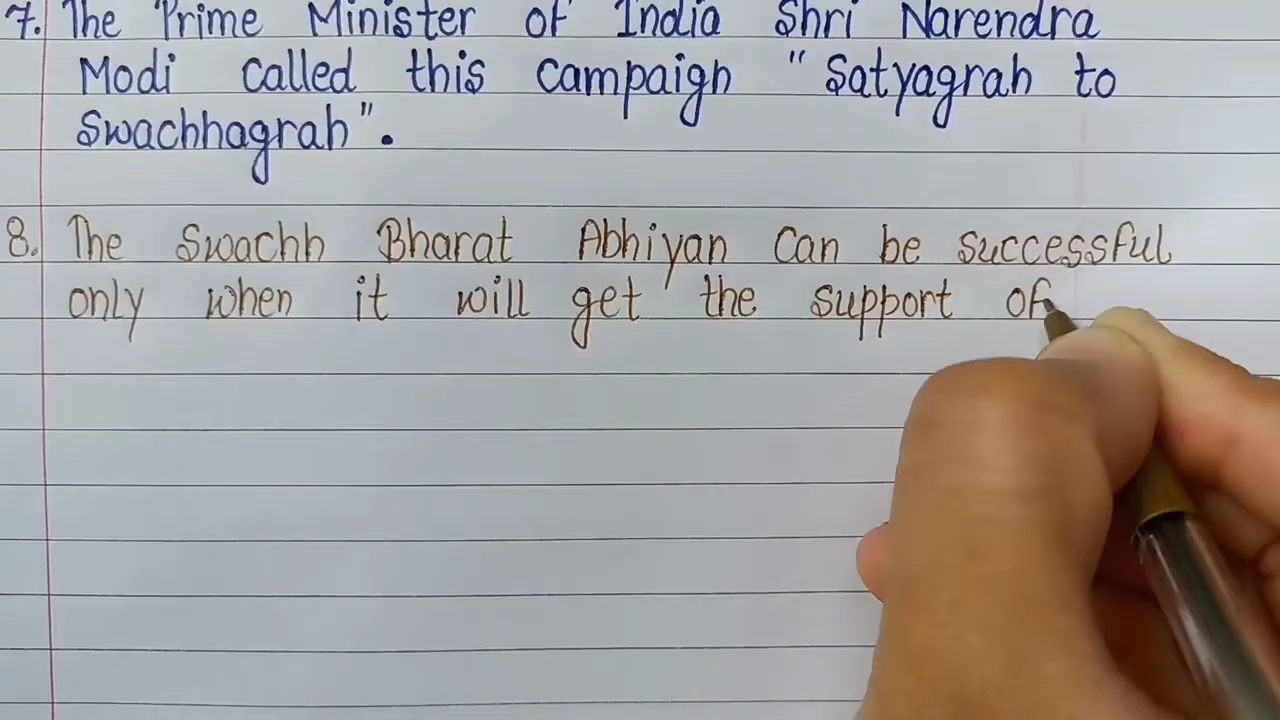 7. The Prime Minister of India Shri Narendra
Modi called this campaign "Satyagrah to
Swachhagrah".
8. The Swachh Bharat Abhiyan can be successful
only when it will get the support of